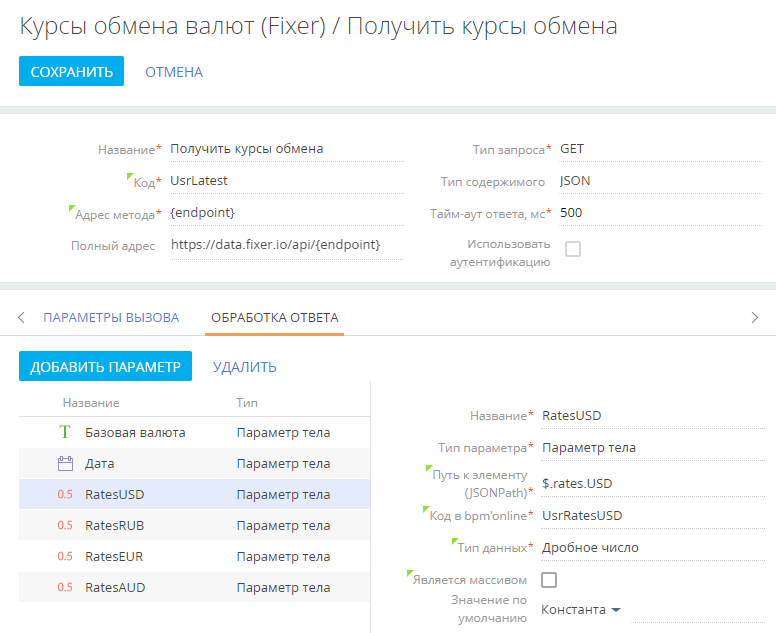 Курсы обмена валют (Fixer) / Получить курсы обмена
СОХРАНИТЬ ОТМЕНА
Название* Получить курсы обмена Тип запроса* GET
Код* UsrLatest Тип содержимого JSON
Адрес метода* {endpoint} Тайм-аут ответа, мс* 500
Полный адрес https://data.fixer.io/api/{endpoint} Использовать
аутентификацию
ПАРАМЕТРЫ ВЫЗОВА ОБРАБОТКА ОТВЕТА
ДОБАВИТЬ ПАРАМЕТР УДАЛИТЬ
Название Тип
T Базовая валюта Параметр тела
Дата Параметр тела
0.5 RatesUSD Параметр тела
0.5 RatesRUB Параметр тела
0.5 RatesEUR Параметр тела
0.5 RatesAUD Параметр тела
Название* RatesUSD
Тип параметра* Параметр тела
Путь к элементу
(JSONPath)* $.rates.USD
Код в bpm'online* UsrRatesUSD
Тип данных* Дробное число
Является массивом
Значение по
умолчанию Константа